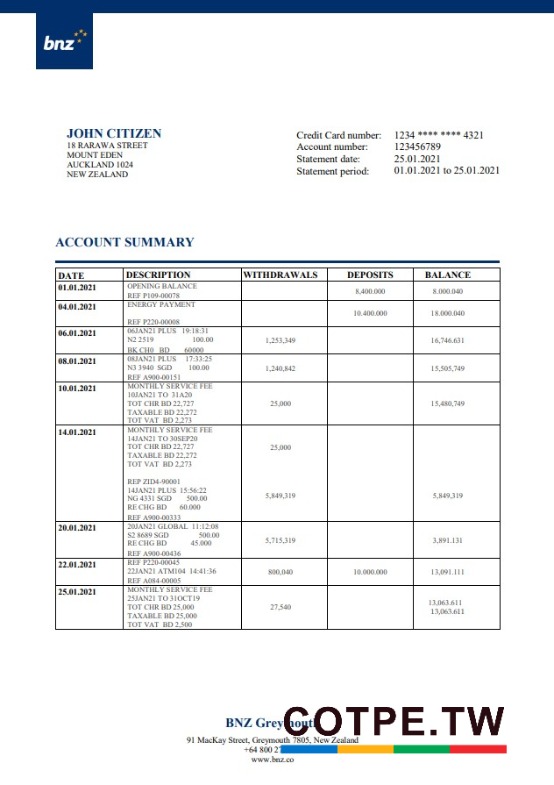 bnz
JOHN CITIZEN
18 RARAWA STREET
MOUNT EDEN
AUCKLAND 1024
NEW ZEALAND
Credit Card number: 1234 **** **** 4321
Account number: 123456789
Statement date: 25.01.2021
Statement period: 01.01.2021 to 25.01.2021
ACCOUNT SUMMARY
DATE DESCRIPTION WITHDRAWALS DEPOSITS BALANCE
01.01.2021 OPENING BALANCE
REF P109-00078 8,400.000 8.000.040
04.01.2021 ENERGY PAYMENT
10.400.000 18.000.040
REF P220-00008
06.01.2021 06JAN21 PLUS 19:18:31
N2 2519 100.00 1,253,349 16,746.631
BK CH0 BD 60000
08.01.2021 08JAN21 PLUS 17:33:25
N3 3940 SGD 100.00 1,240,842 15,505,749
REF A900-00151
10.01.2021 MONTHLY SERVICE FEE
10JAN21 TO 31A20
TOT CHR BD 22,727 25,000 15,480,749
TAXABLE BD 22,272
TOT VAT BD 2,273
14.01.2021 MONTHLY SERVICE FEE
14JAN21 TO 30SEP20
TOT CHR BD 22,727 25,000
TAXABLE BD 22,272
TOT VAT BD 2,273
REP ZID4-90001
14JAN21 PLUS 15:56:22
NG 4331 SGD 500.00 5,849,319 5,849,319
RE CHG BD 60.000
REF A900-00333
20.01.2021 20JAN21 GLOBAL 11:12:08
S2 8689 SGD 500.00 5,715,319 3,891.131
RE CHG BD 45.000
REF A900-00436
22.01.2021 REF P220-00045
22JAN21 ATM104 14:41:36 800,040 10.000.000 13,091.111
REF A084-00005
25.01.2021 MONTHLY SERVICE FEE
25JAN21 TO 31OCT19
TOT CHR BD 25,000 27,540 13,063.611
TAXABLE BD 25,000 13,063.611
TOT VAT BD 2,500
BNZ Greymouth
COTPE.TW
91 MacKay Street, Greymouth 7805, New Zealand
+64 800 27
www.bnz.co